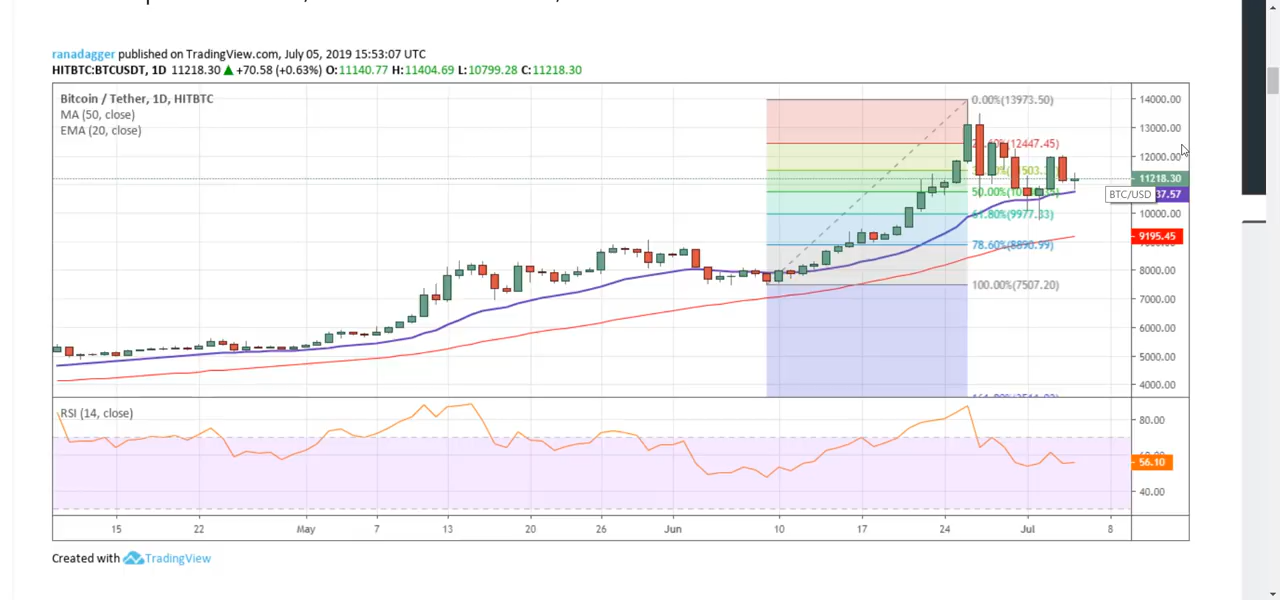 ranadagger published on TradingView.com, July 05, 2019 15:53:07 UTC
HITBTC:BTCUSDT, 1D 11218.30 ▲ +70.58 (+0.63%) O:11140.77 H:11404.69 L:10799.28 C:11218.30
Bitcoin / Tether, 1D, HITBTC
MA (50, close)
EMA (20, close)
0.00%(13973.50)
(12447.45)
50.00%
61.80%(9977.33)
78.60%(8890.99)
100.00%(7507.20)
14000.00
13000.00
12000.00
11218.30
BTC/USD
37.57
10000.00
9195.45
8000.00
7000.00
6000.00
5000.00
4000.00
RSI (14, close)
80.00
56.10
40.00
15 22 May 7 13 20 26 Jun 10 17 24 Jul 8
Created with TradingView